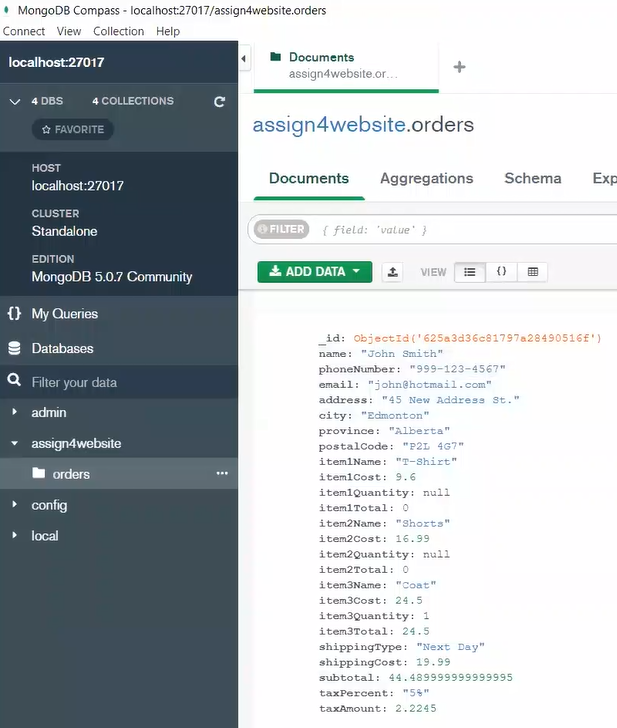 MongoDB Compass - localhost:27017/assign4website.orders
Connect View Collection Help
localhost:27017
4 DBS 4 COLLECTIONS
FAVORITE
HOST
localhost:27017
CLUSTER
Standalone
EDITION
MongoDB 5.0.7 Community
My Queries
Databases
Filter your data
admin
assign4website
orders
config
local
Documents
assign4website.or...
assign4website.orders
Documents Aggregations Schema Exp
FILTER { field: 'value' }
ADD DATA VIEW
_id: ObjectId('625a3d36c81797a28490516f')
name: "John Smith"
phoneNumber: "999-123-4567"
email: "john@hotmail.com"
address: "45 New Address St."
city: "Edmonton"
province: "Alberta"
postalCode: "P2L 4G7"
item1Name: "T-Shirt"
item1Cost: 9.6
item1Quantity: null
item1Total: 0
item2Name: "Shorts"
item2Cost: 16.99
item2Quantity: null
item2Total: 0
item3Name: "Coat"
item3Cost: 24.5
item3Quantity: 1
item3Total: 24.5
shippingType: "Next Day"
shippingCost: 19.99
subtotal: 44.489999999999995
taxPercent: "5%"
taxAmount: 2.2245